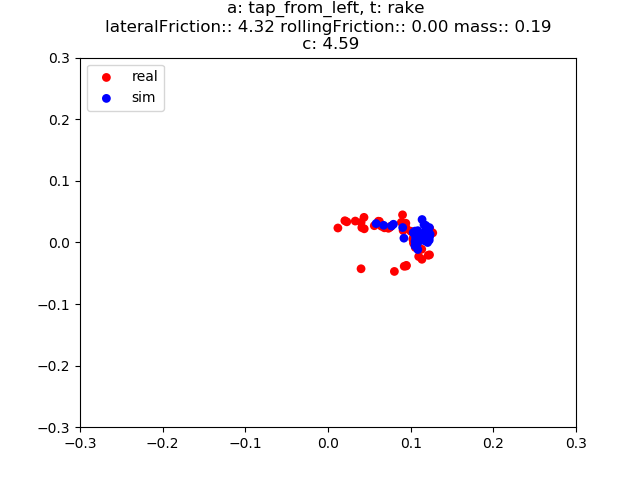 a: tap_from_left, t: rake
lateralFriction:: 4.32 rollingFriction:: 0.00 mass:: 0.19
c: 4.59
real
sim
0.3
0.2
0.1
0.0
−0.1
−0.2
−0.3
−0.3 −0.2 −0.1 0.0 0.1 0.2 0.3